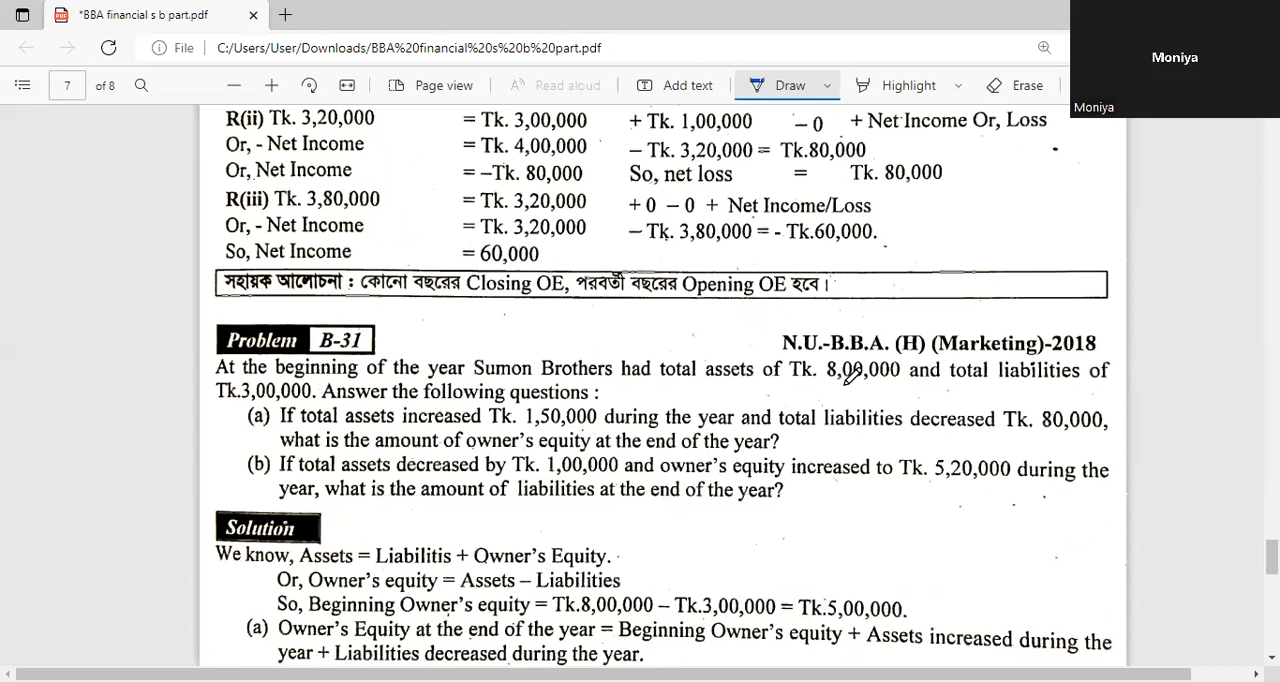 *BBA financial s b part.pdf
File C:/Users/User/Downloads/BBA%20financial%20s%20b%20part.pdf
Moniya
Moniya
7 of 8 Page view Read aloud Add text Draw Highlight Erase
R(ii) Tk. 3,20,000 = Tk. 3,00,000 + Tk. 1,00,000 – 0 + Net Income Or, Loss
Or, - Net Income = Tk. 4,00,000 – Tk. 3,20,000 = Tk.80,000
Or, Net Income = –Tk. 80,000 So, net loss = Tk. 80,000
R(iii) Tk. 3,80,000 = Tk. 3,20,000 + 0 – 0 + Net Income/Loss
Or, - Net Income = Tk. 3,20,000 – Tk. 3,80,000 = - Tk.60,000.
So, Net Income = 60,000
সহায়ক আলোচনা : কোনো বছরের Closing OE, পরবর্তী বছরের Opening OE হবে।
Problem B-31 N.U.-B.B.A. (H) (Marketing)-2018
At the beginning of the year Sumon Brothers had total assets of Tk. 8,00,000 and total liabilities of
Tk.3,00,000. Answer the following questions :
(a) If total assets increased Tk. 1,50,000 during the year and total liabilities decreased Tk. 80,000,
what is the amount of owner's equity at the end of the year?
(b) If total assets decreased by Tk. 1,00,000 and owner's equity increased to Tk. 5,20,000 during the
year, what is the amount of liabilities at the end of the year?
Solution
We know, Assets = Liabilitis + Owner's Equity.
Or, Owner's equity = Assets – Liabilities
So, Beginning Owner's equity = Tk.8,00,000 – Tk.3,00,000 = Tk.5,00,000.
(a) Owner's Equity at the end of the year = Beginning Owner's equity + Assets increased during the
year + Liabilities decreased during the year.